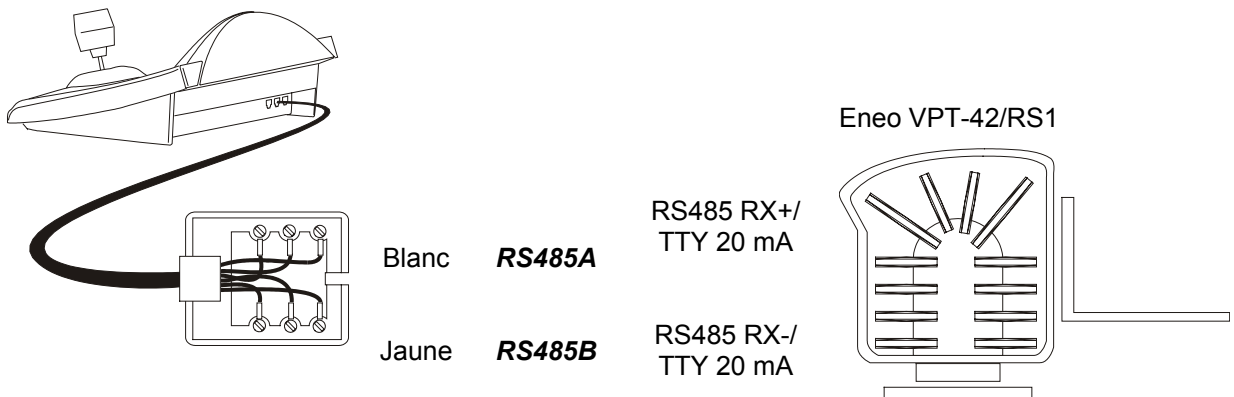 Eneo VPT-42/RS1
RS485 RX+/
TTY 20 mA
Blanc RS485A
Jaune RS485B
RS485 RX-/
TTY 20 mA